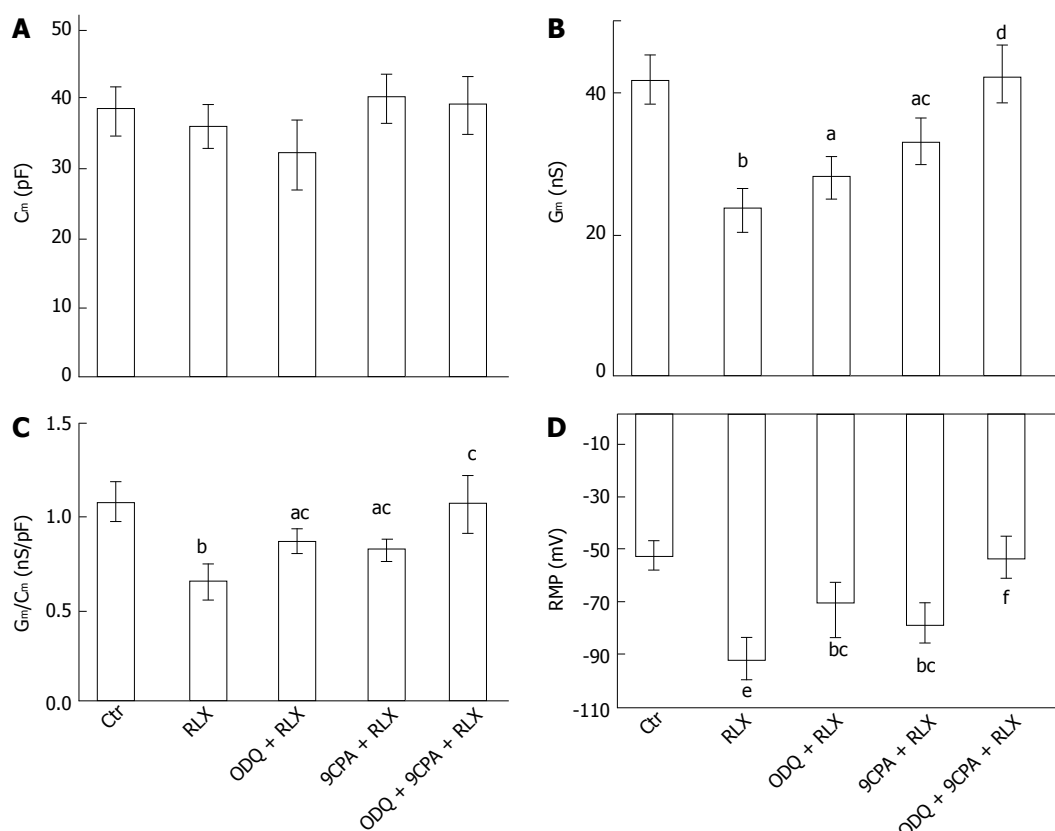 A
50
40
30
20
10
0
Cm (pF)
B
40
20
0
Gm (nS)
b
a
ac
d
C
1.5
1.0
0.5
0.0
Gm/Cm (nS/pF)
b
ac
ac
c
Ctr
RLX
ODQ + RLX
9CPA + RLX
ODQ + 9CPA + RLX
D
-10
-30
-50
-70
-90
-110
RMP (mV)
e
bc
bc
f
Ctr
RLX
ODQ + RLX
9CPA + RLX
ODQ + 9CPA + RLX